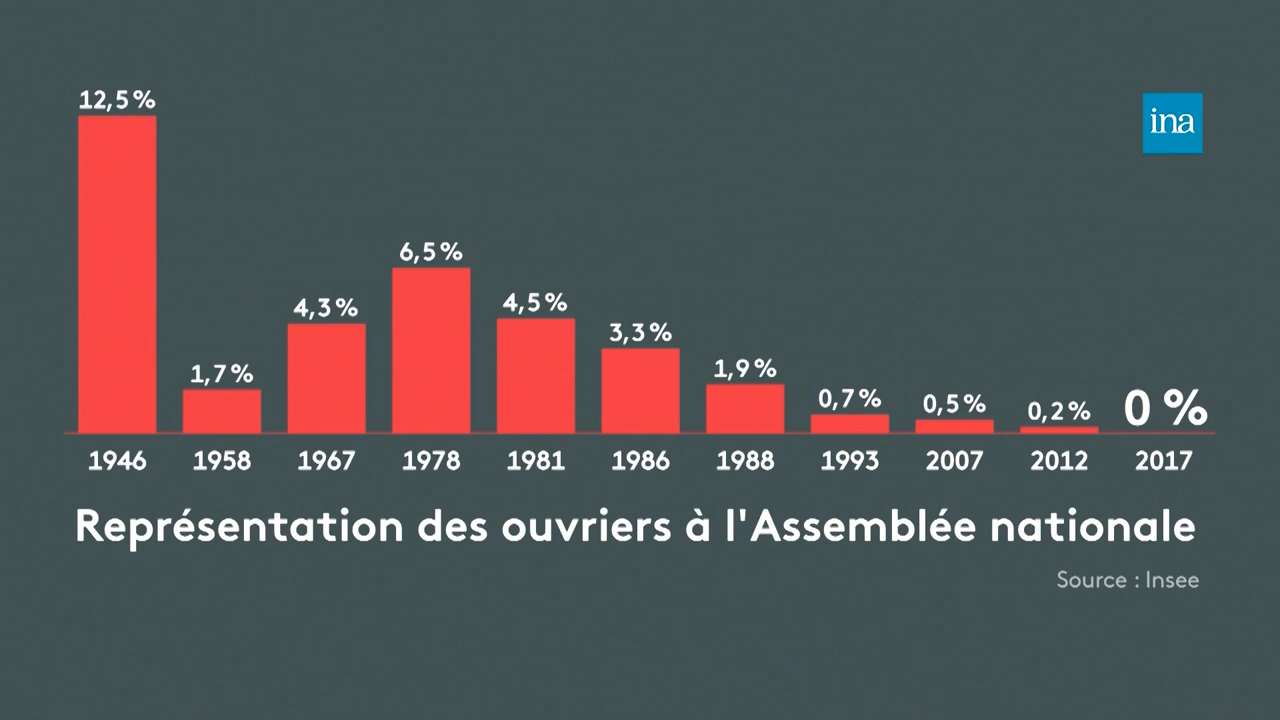 12,5 %
ina
6,5 %
4,3 %
4,5 %
3,3 %
1,7 %
1,9 %
0,7 %
0,5 %
0,2 %
0 %
1946 1958 1967 1978 1981 1986 1988 1993 2007 2012 2017
Représentation des ouvriers à l'Assemblée nationale
Source : Insee